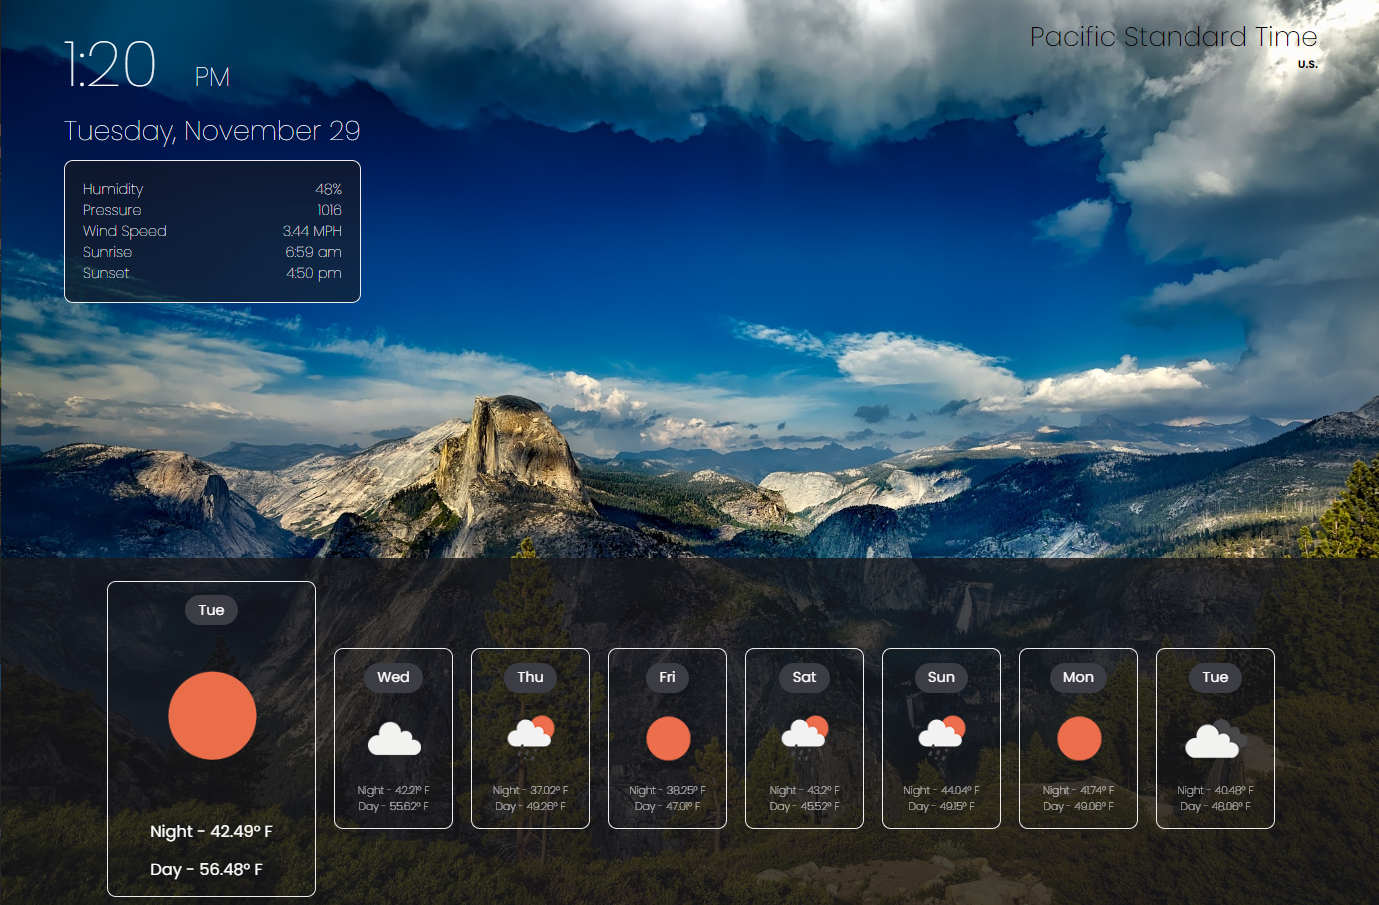 1:20 PM
Pacific Standard Time
U.S.
Tuesday, November 29
Humidity 48%
Pressure 1016
Wind Speed 3.44 MPH
Sunrise 6:59 am
Sunset 4:50 pm
Tue
Night - 42.49° F
Day - 56.48° F
Wed
Night - 42.21° F
Day - 55.62° F
Thu
Night - 37.02° F
Day - 49.26° F
Fri
Night - 38.25° F
Day - 47.01° F
Sat
Night - 43.2° F
Day - 45.52° F
Sun
Night - 44.04° F
Day - 49.15° F
Mon
Night - 41.74° F
Day - 49.06° F
Tue
Night - 40.48° F
Day - 48.06° F